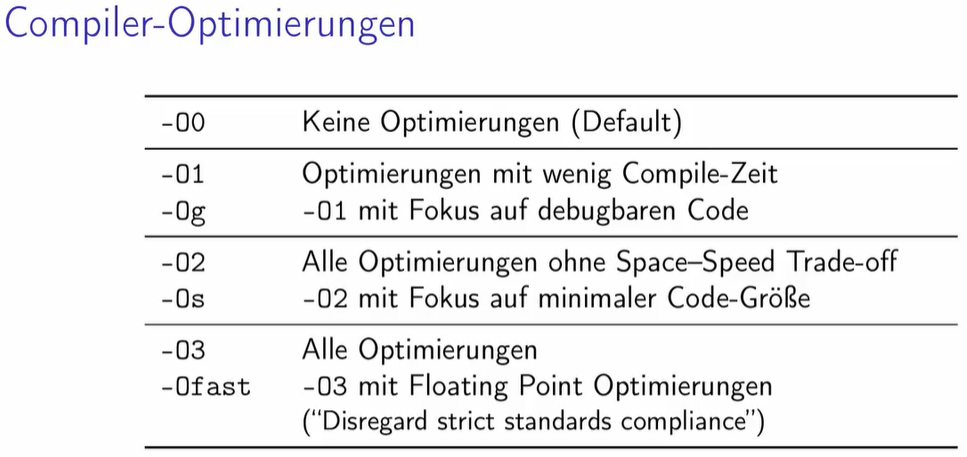 Compiler-Optimierungen
-O0 Keine Optimierungen (Default)
-O1 Optimierungen mit wenig Compile-Zeit
-Og -O1 mit Fokus auf debugbaren Code
-O2 Alle Optimierungen ohne Space–Speed Trade-off
-Os -O2 mit Fokus auf minimaler Code-Größe
-O3 Alle Optimierungen
-Ofast -O3 mit Floating Point Optimierungen
(“Disregard strict standards compliance”)